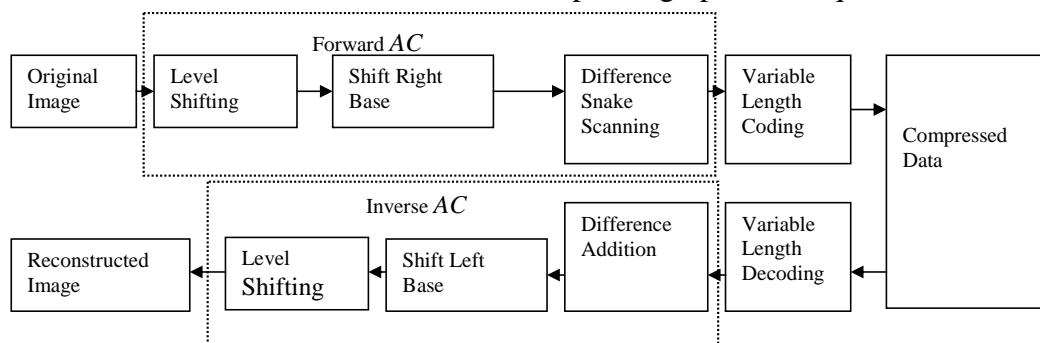 Forward AC
Original
Image
Level
Shifting
Shift Right
Base
Difference
Snake
Scanning
Variable
Length
Coding
Compressed
Data
Inverse AC
Reconstructed
Image
Level
Shifting
Shift Left
Base
Difference
Addition
Variable
Length
Decoding